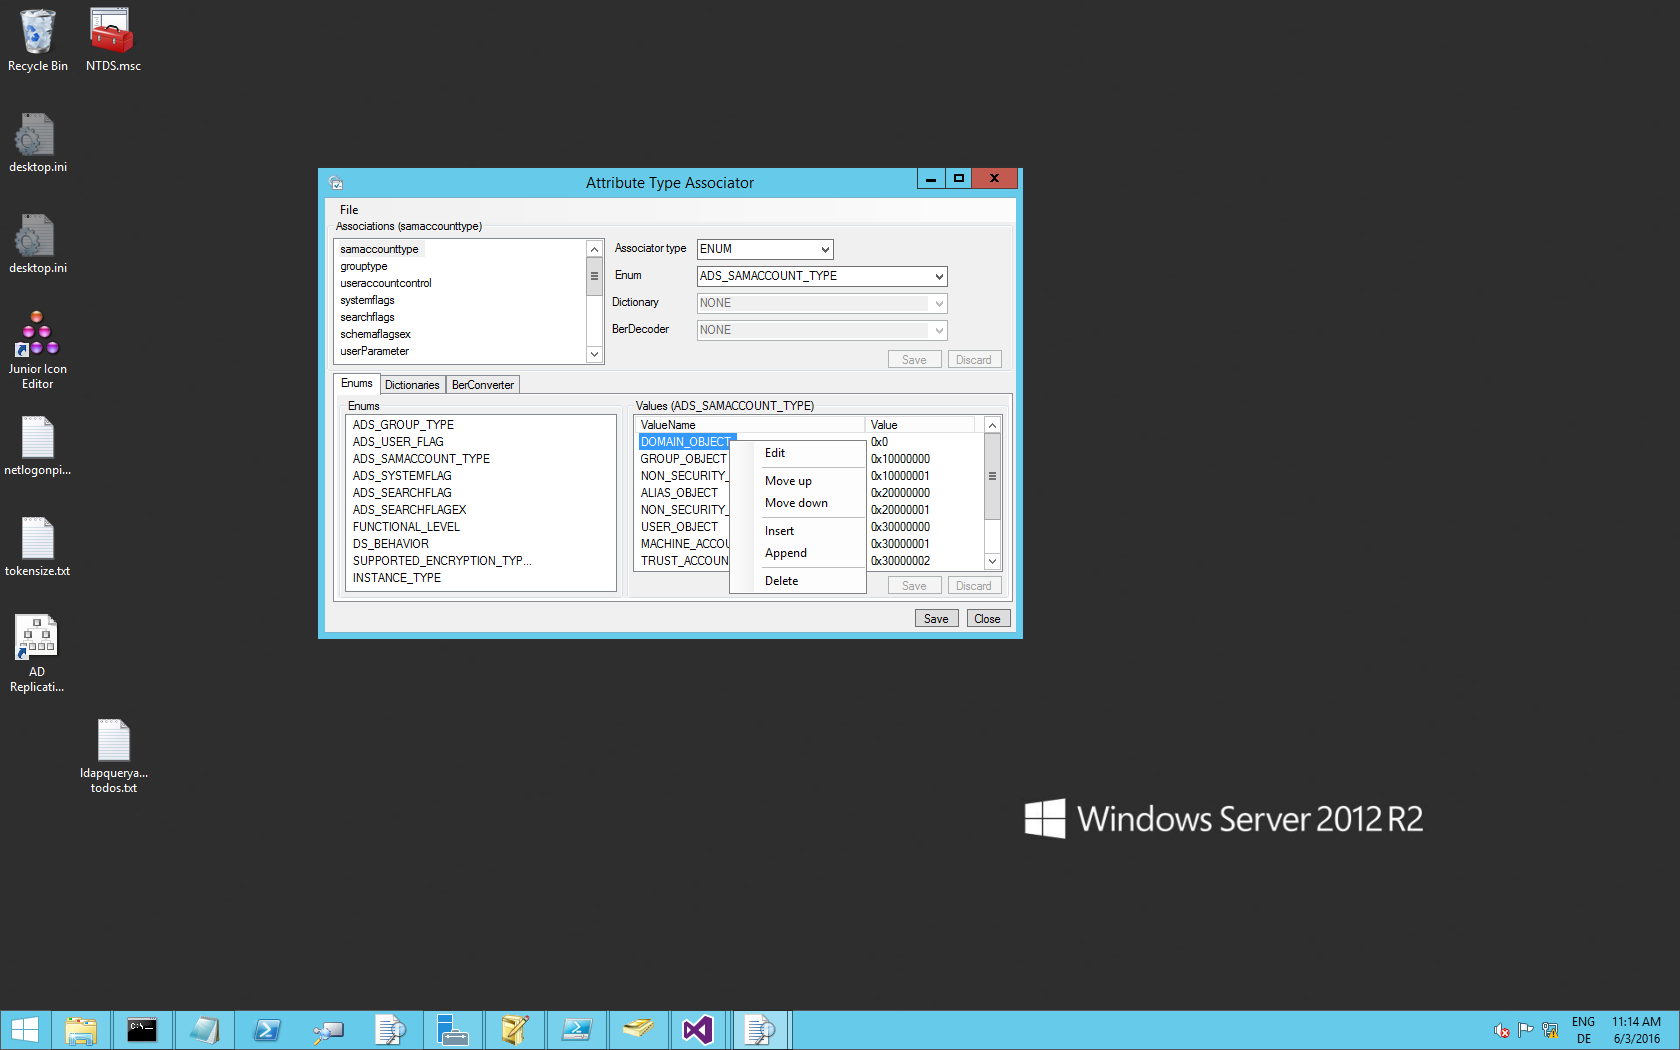 Recycle Bin
NTDS.msc
desktop.ini
desktop.ini
Junior Icon
Editor
netlogonpi...
tokensize.txt
AD
Replicati...
ldapquerya...
todos.txt
Attribute Type Associator
File
Associations (samaccounttype)
samaccounttype
grouptype
useraccountcontrol
systemflags
searchflags
schemaflagsex
userParameter
Associator type
ENUM
Enum
ADS_SAMACCOUNT_TYPE
Dictionary
NONE
BerDecoder
NONE
Save
Discard
Enums
Dictionaries
BerConverter
Enums
ADS_GROUP_TYPE
ADS_USER_FLAG
ADS_SAMACCOUNT_TYPE
ADS_SYSTEMFLAG
ADS_SEARCHFLAG
ADS_SEARCHFLAGEX
FUNCTIONAL_LEVEL
DS_BEHAVIOR
SUPPORTED_ENCRYPTION_TYP...
INSTANCE_TYPE
Values (ADS_SAMACCOUNT_TYPE)
ValueName
Value
DOMAIN_OBJECT
0x0
GROUP_OBJECT
0x10000000
NON_SECURITY_
0x10000001
ALIAS_OBJECT
0x20000000
NON_SECURITY_
0x20000001
USER_OBJECT
0x30000000
MACHINE_ACCOU
0x30000001
TRUST_ACCOUN
0x30000002
Edit
Move up
Move down
Insert
Append
Delete
Save
Discard
Save
Close
Windows Server 2012 R2
C:\_
ENG
DE
11:14 AM
6/3/2016